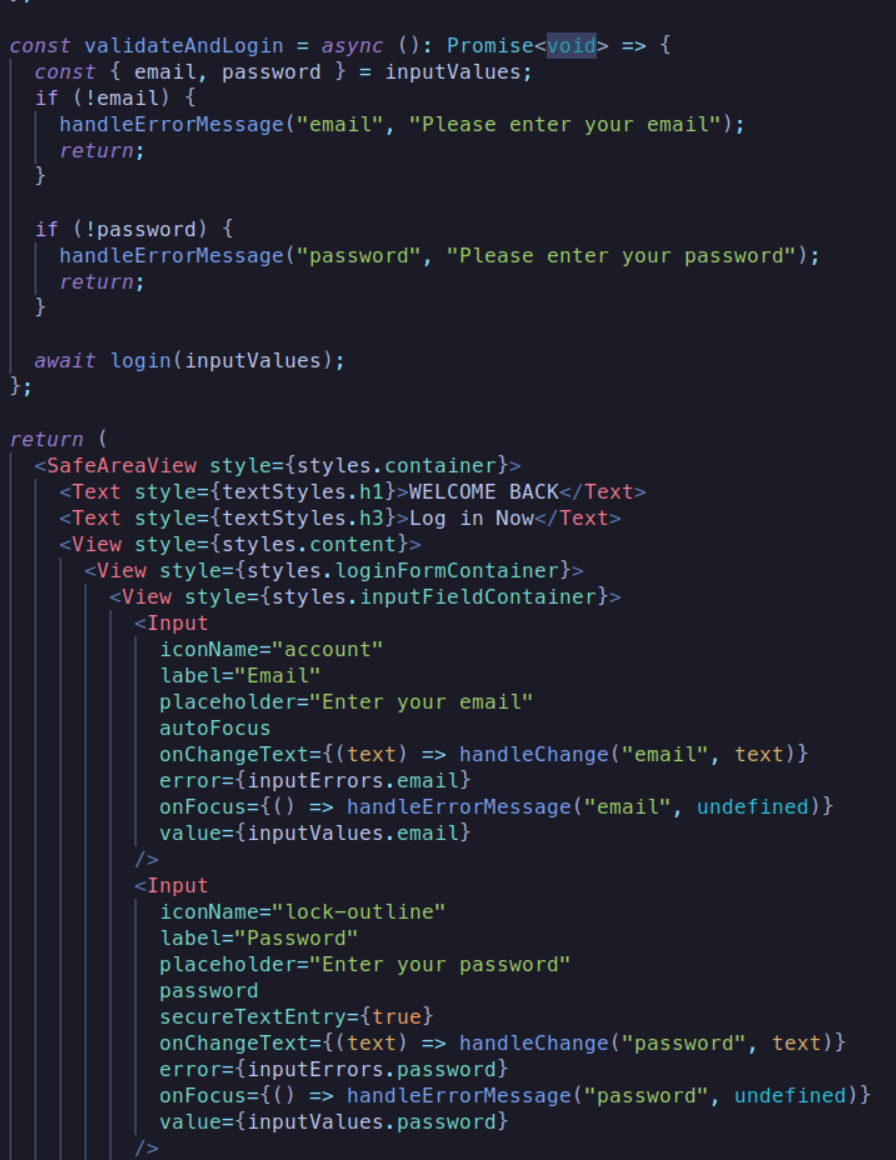 const validateAndLogin = async (): Promise<void> => {
const { email, password } = inputValues;
if (!email) {
handleErrorMessage("email", "Please enter your email");
return;
}
if (!password) {
handleErrorMessage("password", "Please enter your password");
return;
}
await login(inputValues);
};
return (
<SafeAreaView style={styles.container}>
<Text style={textStyles.h1}>WELCOME BACK</Text>
<Text style={textStyles.h3}>Log in Now</Text>
<View style={styles.content}>
<View style={styles.loginFormContainer}>
<View style={styles.inputFieldContainer}>
<Input
iconName="account"
label="Email"
placeholder="Enter your email"
autoFocus
onChangeText={(text) => handleChange("email", text)}
error={inputErrors.email}
onFocus={() => handleErrorMessage("email", undefined)}
value={inputValues.email}
/>
<Input
iconName="lock-outline"
label="Password"
placeholder="Enter your password"
password
secureTextEntry={true}
onChangeText={(text) => handleChange("password", text)}
error={inputErrors.password}
onFocus={() => handleErrorMessage("password", undefined)}
value={inputValues.password}
/>